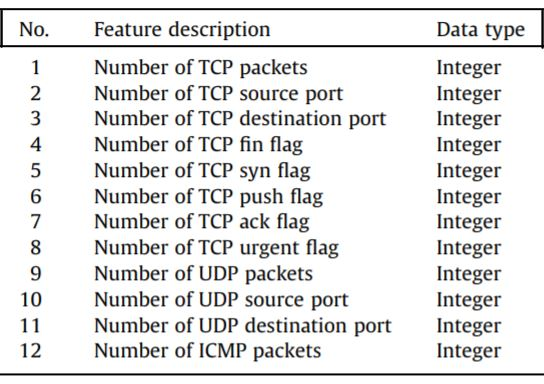 No. Feature description Data type
1 Number of TCP packets Integer
2 Number of TCP source port Integer
3 Number of TCP destination port Integer
4 Number of TCP fin flag Integer
5 Number of TCP syn flag Integer
6 Number of TCP push flag Integer
7 Number of TCP ack flag Integer
8 Number of TCP urgent flag Integer
9 Number of UDP packets Integer
10 Number of UDP source port Integer
11 Number of UDP destination port Integer
12 Number of ICMP packets Integer